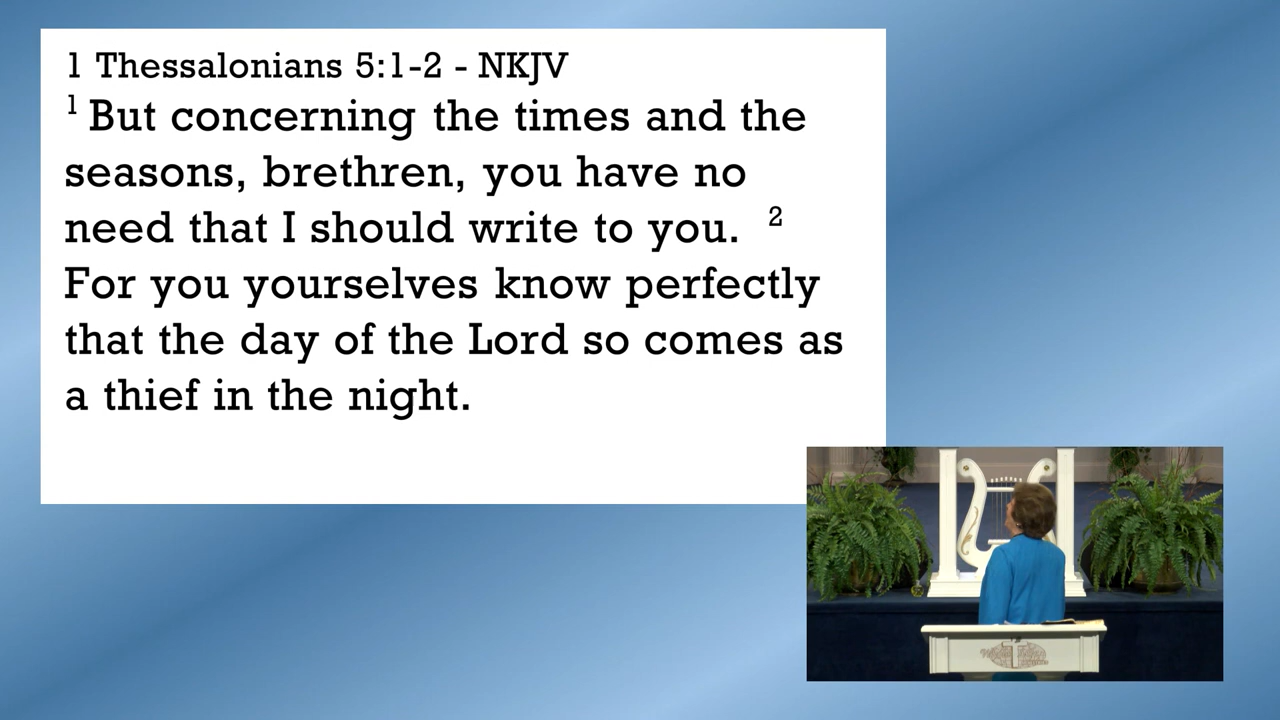 1 Thessalonians 5:1-2 - NKJV
1 But concerning the times and the
seasons, brethren, you have no
need that I should write to you. 2
For you yourselves know perfectly
that the day of the Lord so comes as
a thief in the night.